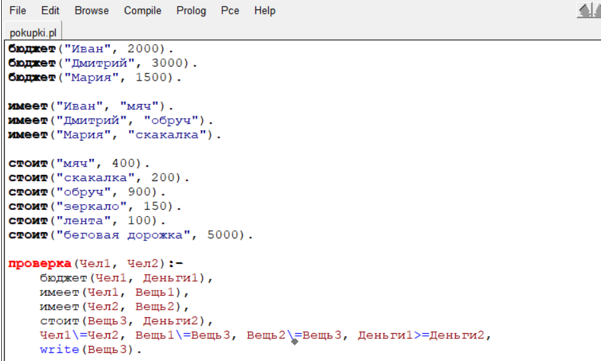 File Edit Browse Compile Prolog Pce Help
pokupki.pl
бюджет("Иван", 2000).
бюджет("Дмитрий", 3000).
бюджет("Мария", 1500).
имеет("Иван", "мяч").
имеет("Дмитрий", "обруч").
имеет("Мария", "скакалка").
стоит("мяч", 400).
стоит("скакалка", 200).
стоит("обруч", 900).
стоит("зеркало", 150).
стоит("лента", 100).
стоит("беговая дорожка", 5000).
проверка(Чел1, Чел2):-
бюджет(Чел1, Деньги1),
имеет(Чел1, Вещь1),
имеет(Чел2, Вещь2),
стоит(Вещь3, Деньги2),
Чел1\=Чел2, Вещь1\=Вещь3, Вещь2\=Вещь3, Деньги1>=Деньги2,
write(Вещь3).